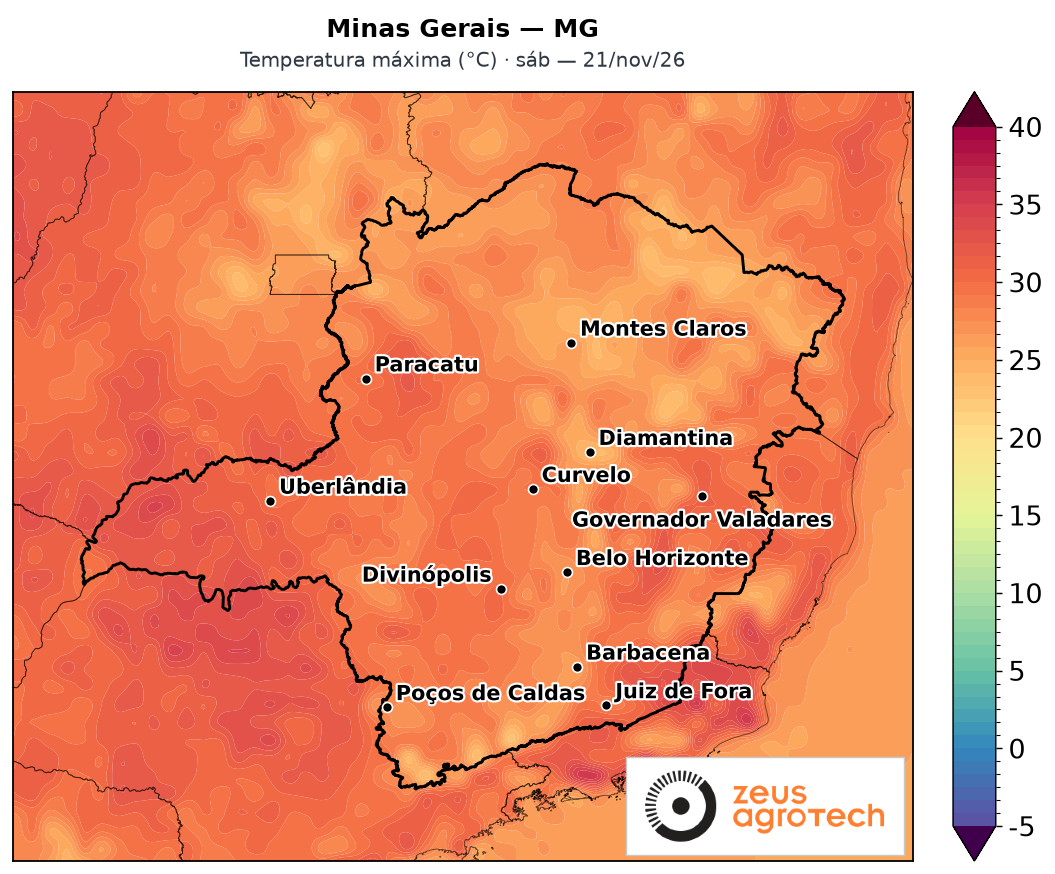 Minas Gerais — MG
Temperatura máxima (°C) · sáb — 21/nov/26
Montes Claros
Paracatu
Diamantina
Curvelo
Uberlândia
Governador Valadares
Belo Horizonte
Divinópolis
Barbacena
Poços de Caldas
Juiz de Fora
zeus
agrotech
40
35
30
25
20
15
10
5
0
-5